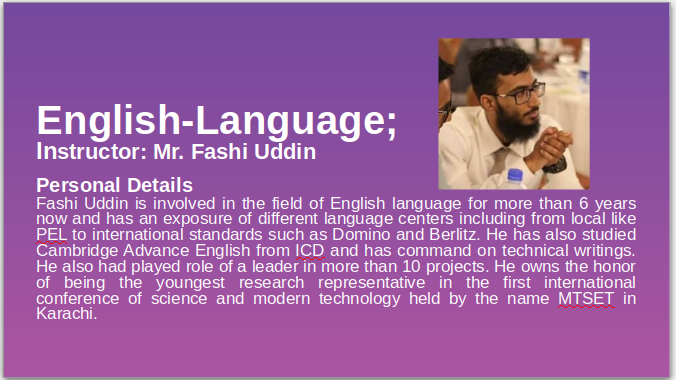 English-Language;
Instructor: Mr. Fashi Uddin
Personal Details
Fashi Uddin is involved in the field of English language for more than 6 years
now and has an exposure of different language centers including from local like
PEL to international standards such as Domino and Berlitz. He has also studied
Cambridge Advance English from ICD and has command on technical writings.
He also had played role of a leader in more than 10 projects. He owns the honor
of being the youngest research representative in the first international
conference of science and modern technology held by the name MTSET in
Karachi.